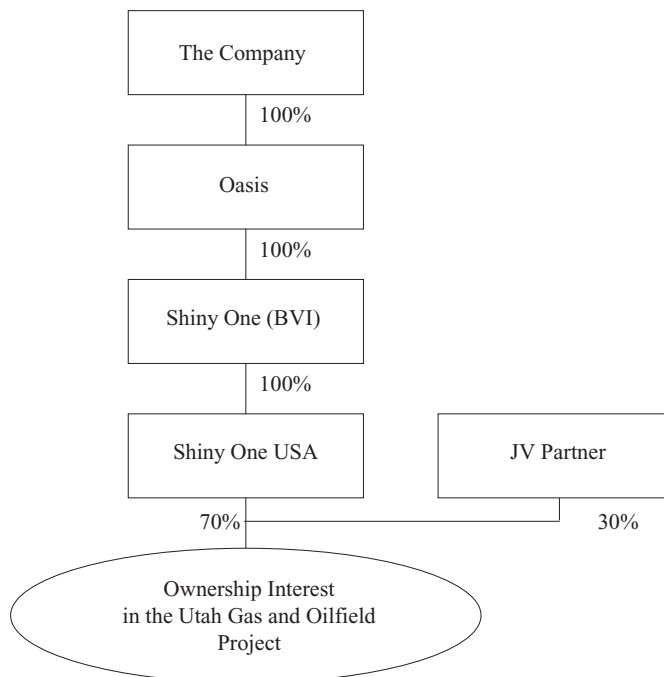 The Company
100%
Oasis
100%
Shiny One (BVI)
100%
Shiny One USA
JV Partner
70%
30%
Ownership Interest
in the Utah Gas and Oilfield
Project